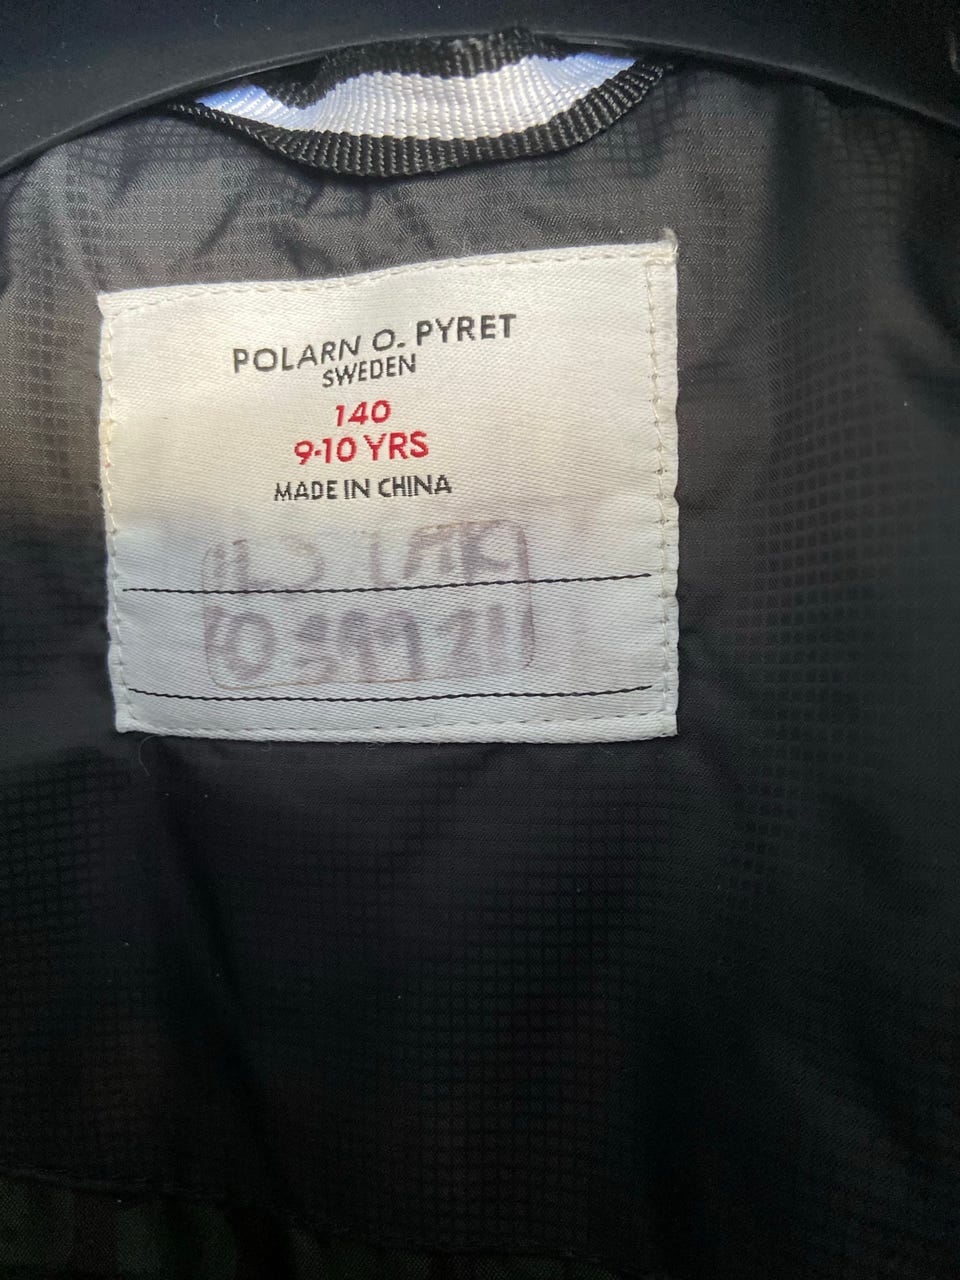 POLARN O. PYRET
SWEDEN
140
9-10 YRS
MADE IN CHINA